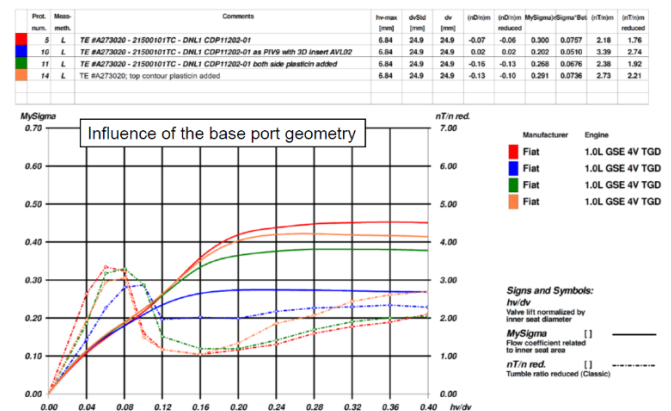 Prot. Meas- Comments hv-max dvStd dv (nD/n)m (nD/n)m MySigma) (nT/n)m (nT/n)m
num. meth. [mm] [mm] [mm] reduced reduced
5 L TE #A273020 - 21500101TC - DNL1 CDP11202-01 6.84 24.9 24.9 -0.07 -0.06 0.300 0.0757 2.18 1.76
10 L TE #A273020 - 21500101TC - DNL1 CDP11202-01 as PIV9 with 3D insert AVL02 6.84 24.9 24.9 0.02 0.02 0.202 0.0510 3.39 2.74
11 L TE #A273020 - 21500101TC - DNL1 CDP11202-01 both side plasticin added 6.84 24.9 24.9 -0.16 -0.13 0.268 0.0676 2.38 1.92
14 L TE #A273020; top contour plasticin added 6.84 24.9 24.9 -0.13 -0.10 0.291 0.0736 2.73 2.21
MySigma nT/n red.
Influence of the base port geometry
0.70 7.00
0.60 6.00
0.50 5.00
0.40 4.00
0.30 3.00
0.20 2.00
0.10 1.00
0.00 0.00
0.00 0.04 0.08 0.12 0.16 0.20 0.24 0.28 0.32 0.36 0.40 hv/dv
Manufacturer Engine
Fiat 1.0L GSE 4V TGD
Fiat 1.0L GSE 4V TGD
Fiat 1.0L GSE 4V TGD
Fiat 1.0L GSE 4V TGD
Signs and Symbols:
hv/dv
Valve lift normalized by
inner seat diameter
MySigma [ ]
Flow coefficient related
to inner seat area
nT/n red. [ ]
Tumble ratio reduced (Classic)